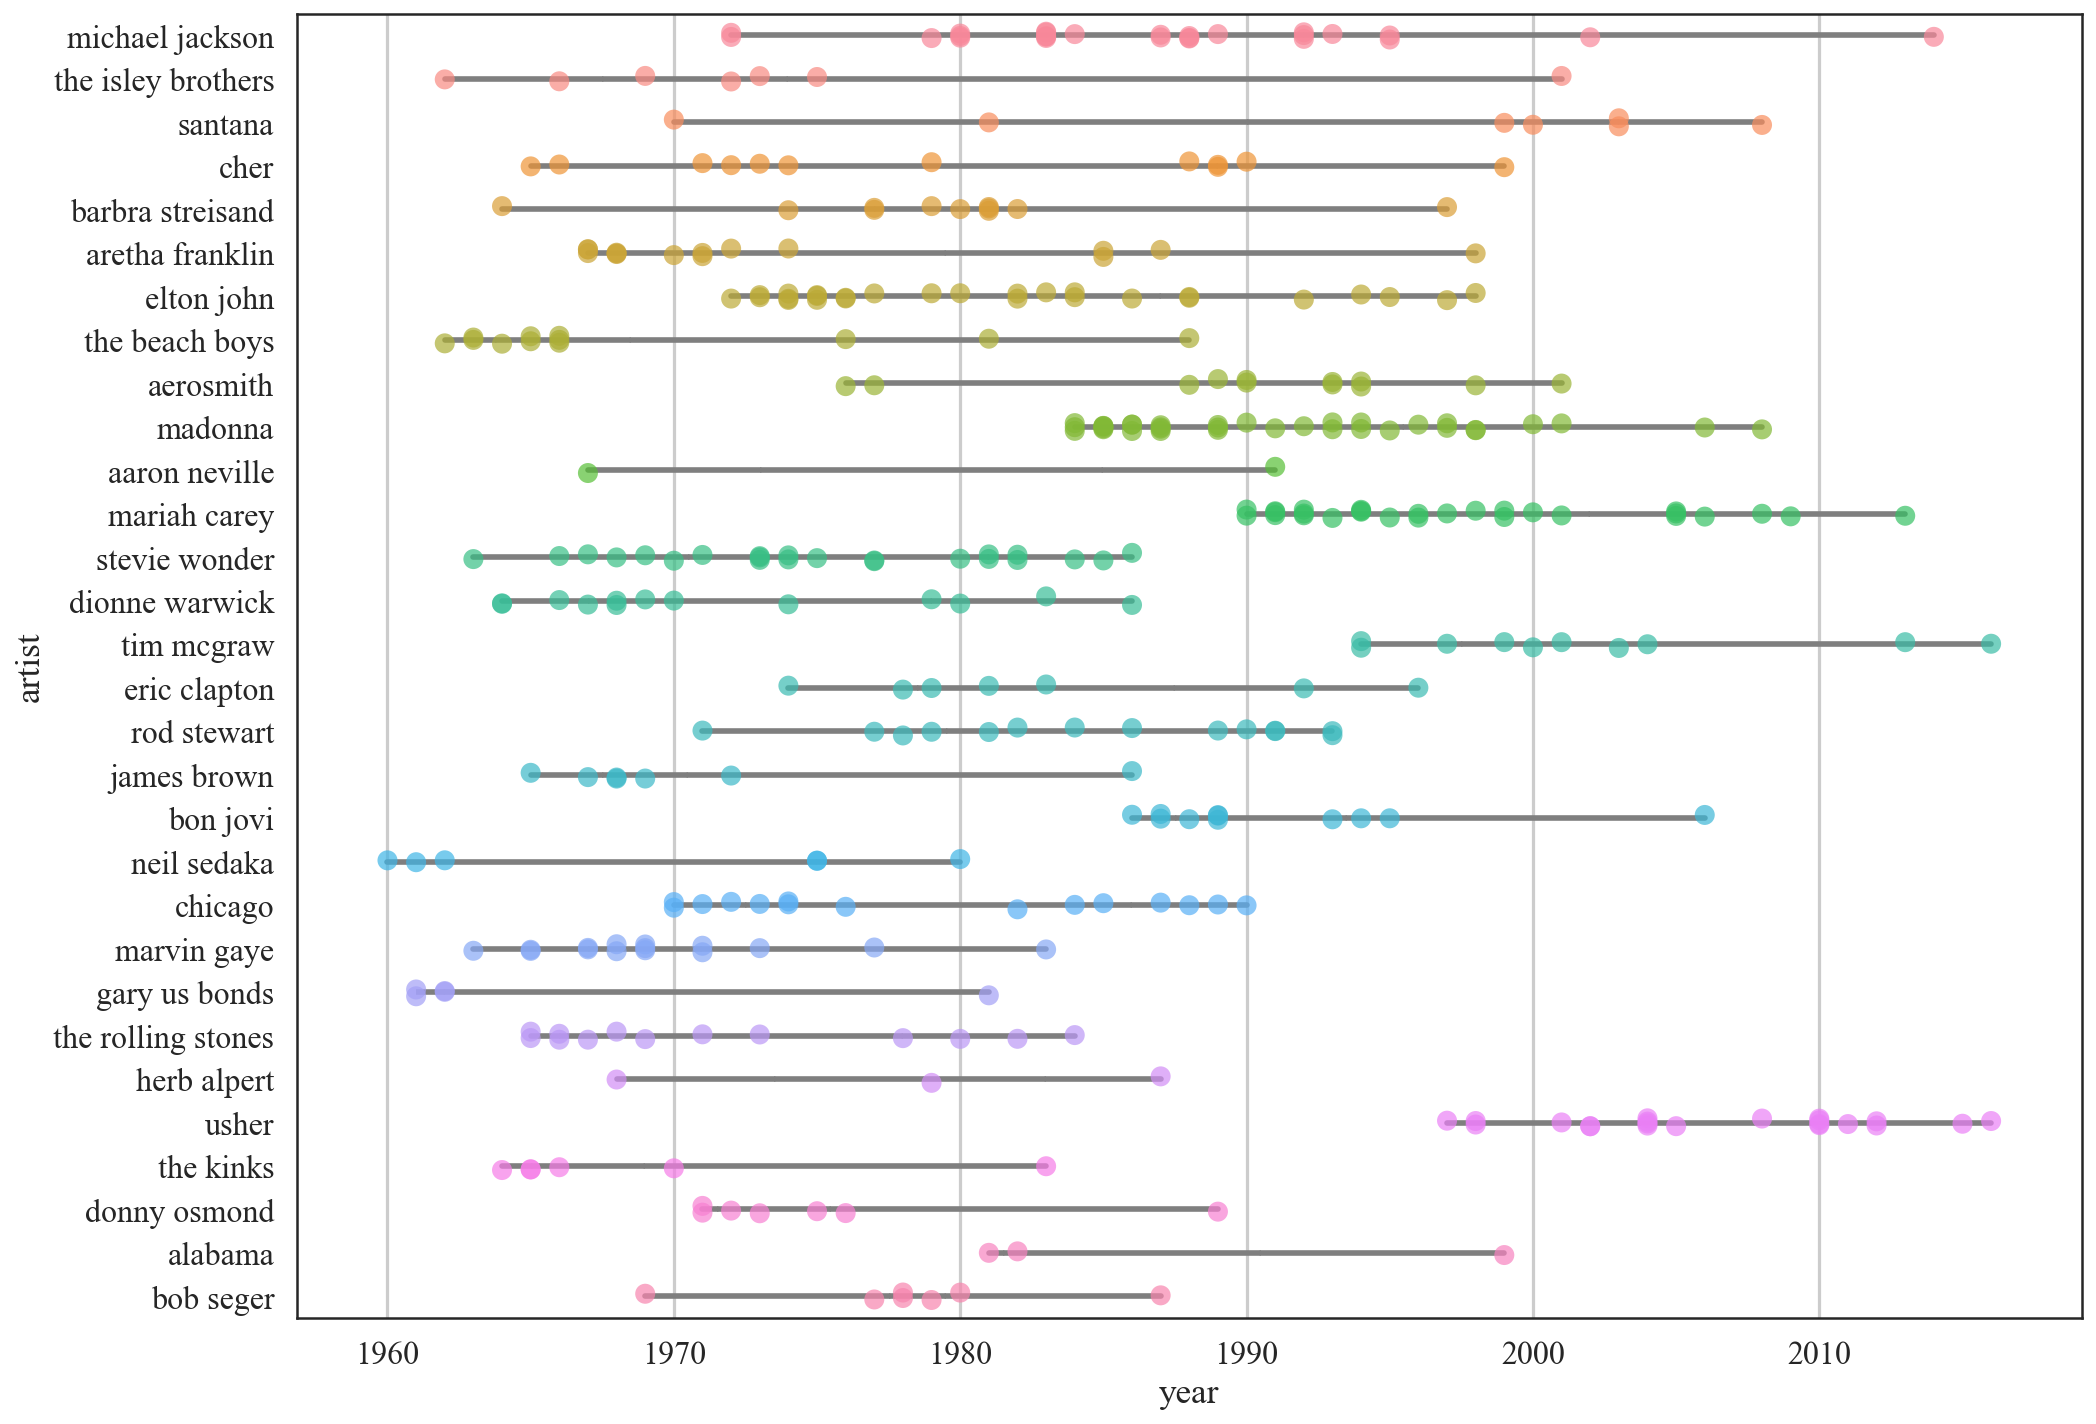 michael jackson
the isley brothers
santana
cher
barbra streisand
aretha franklin
elton john
the beach boys
aerosmith
madonna
aaron neville
mariah carey
stevie wonder
dionne warwick
tim mcgraw
eric clapton
rod stewart
james brown
bon jovi
neil sedaka
chicago
marvin gaye
gary us bonds
the rolling stones
herb alpert
usher
the kinks
donny osmond
alabama
bob seger
artist
1960 1970 1980 1990 2000 2010
year